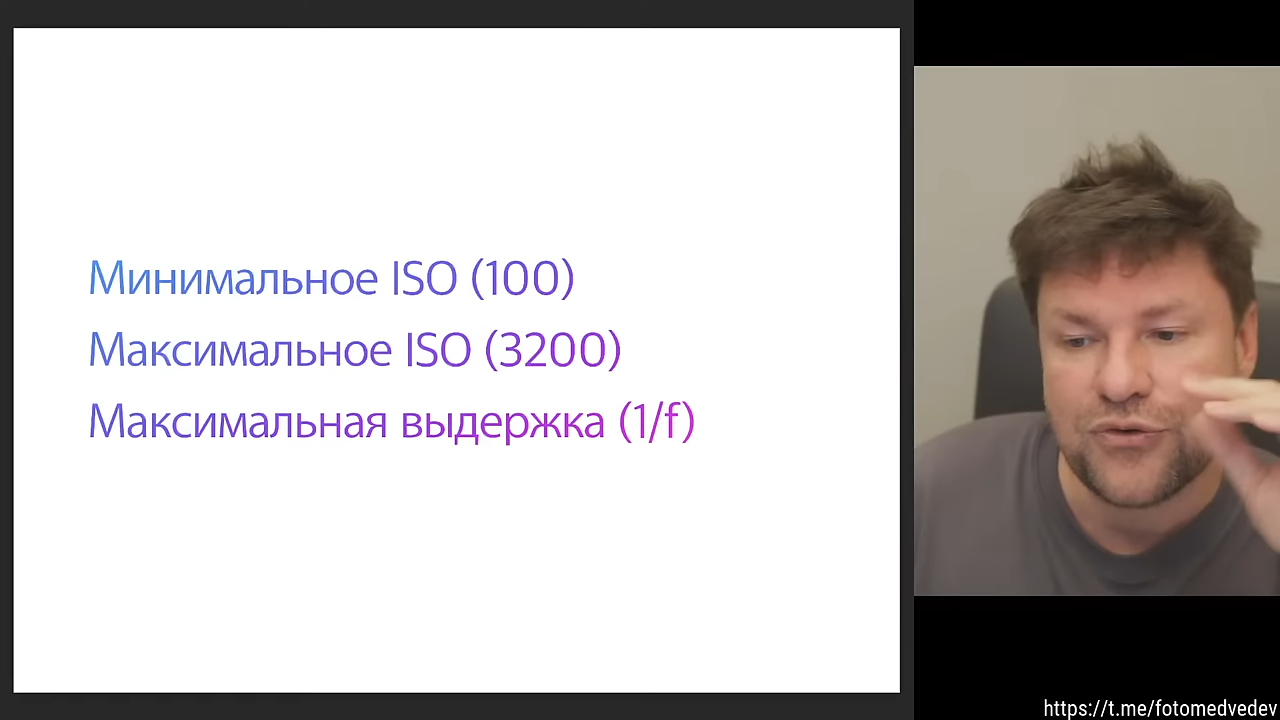 Минимальное ISO (100)
Максимальное ISO (3200)
Максимальная выдержка (1/f)
https://t.me/fotomedvedev